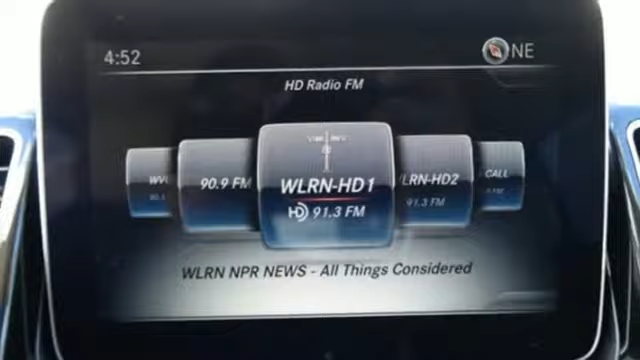 4:52
NE
HD Radio FM
90.9 FM
WLRN-HD1
HD 91.3 FM
LRN-HD2
91.3 FM
CALL
WLRN NPR NEWS - All Things Considered